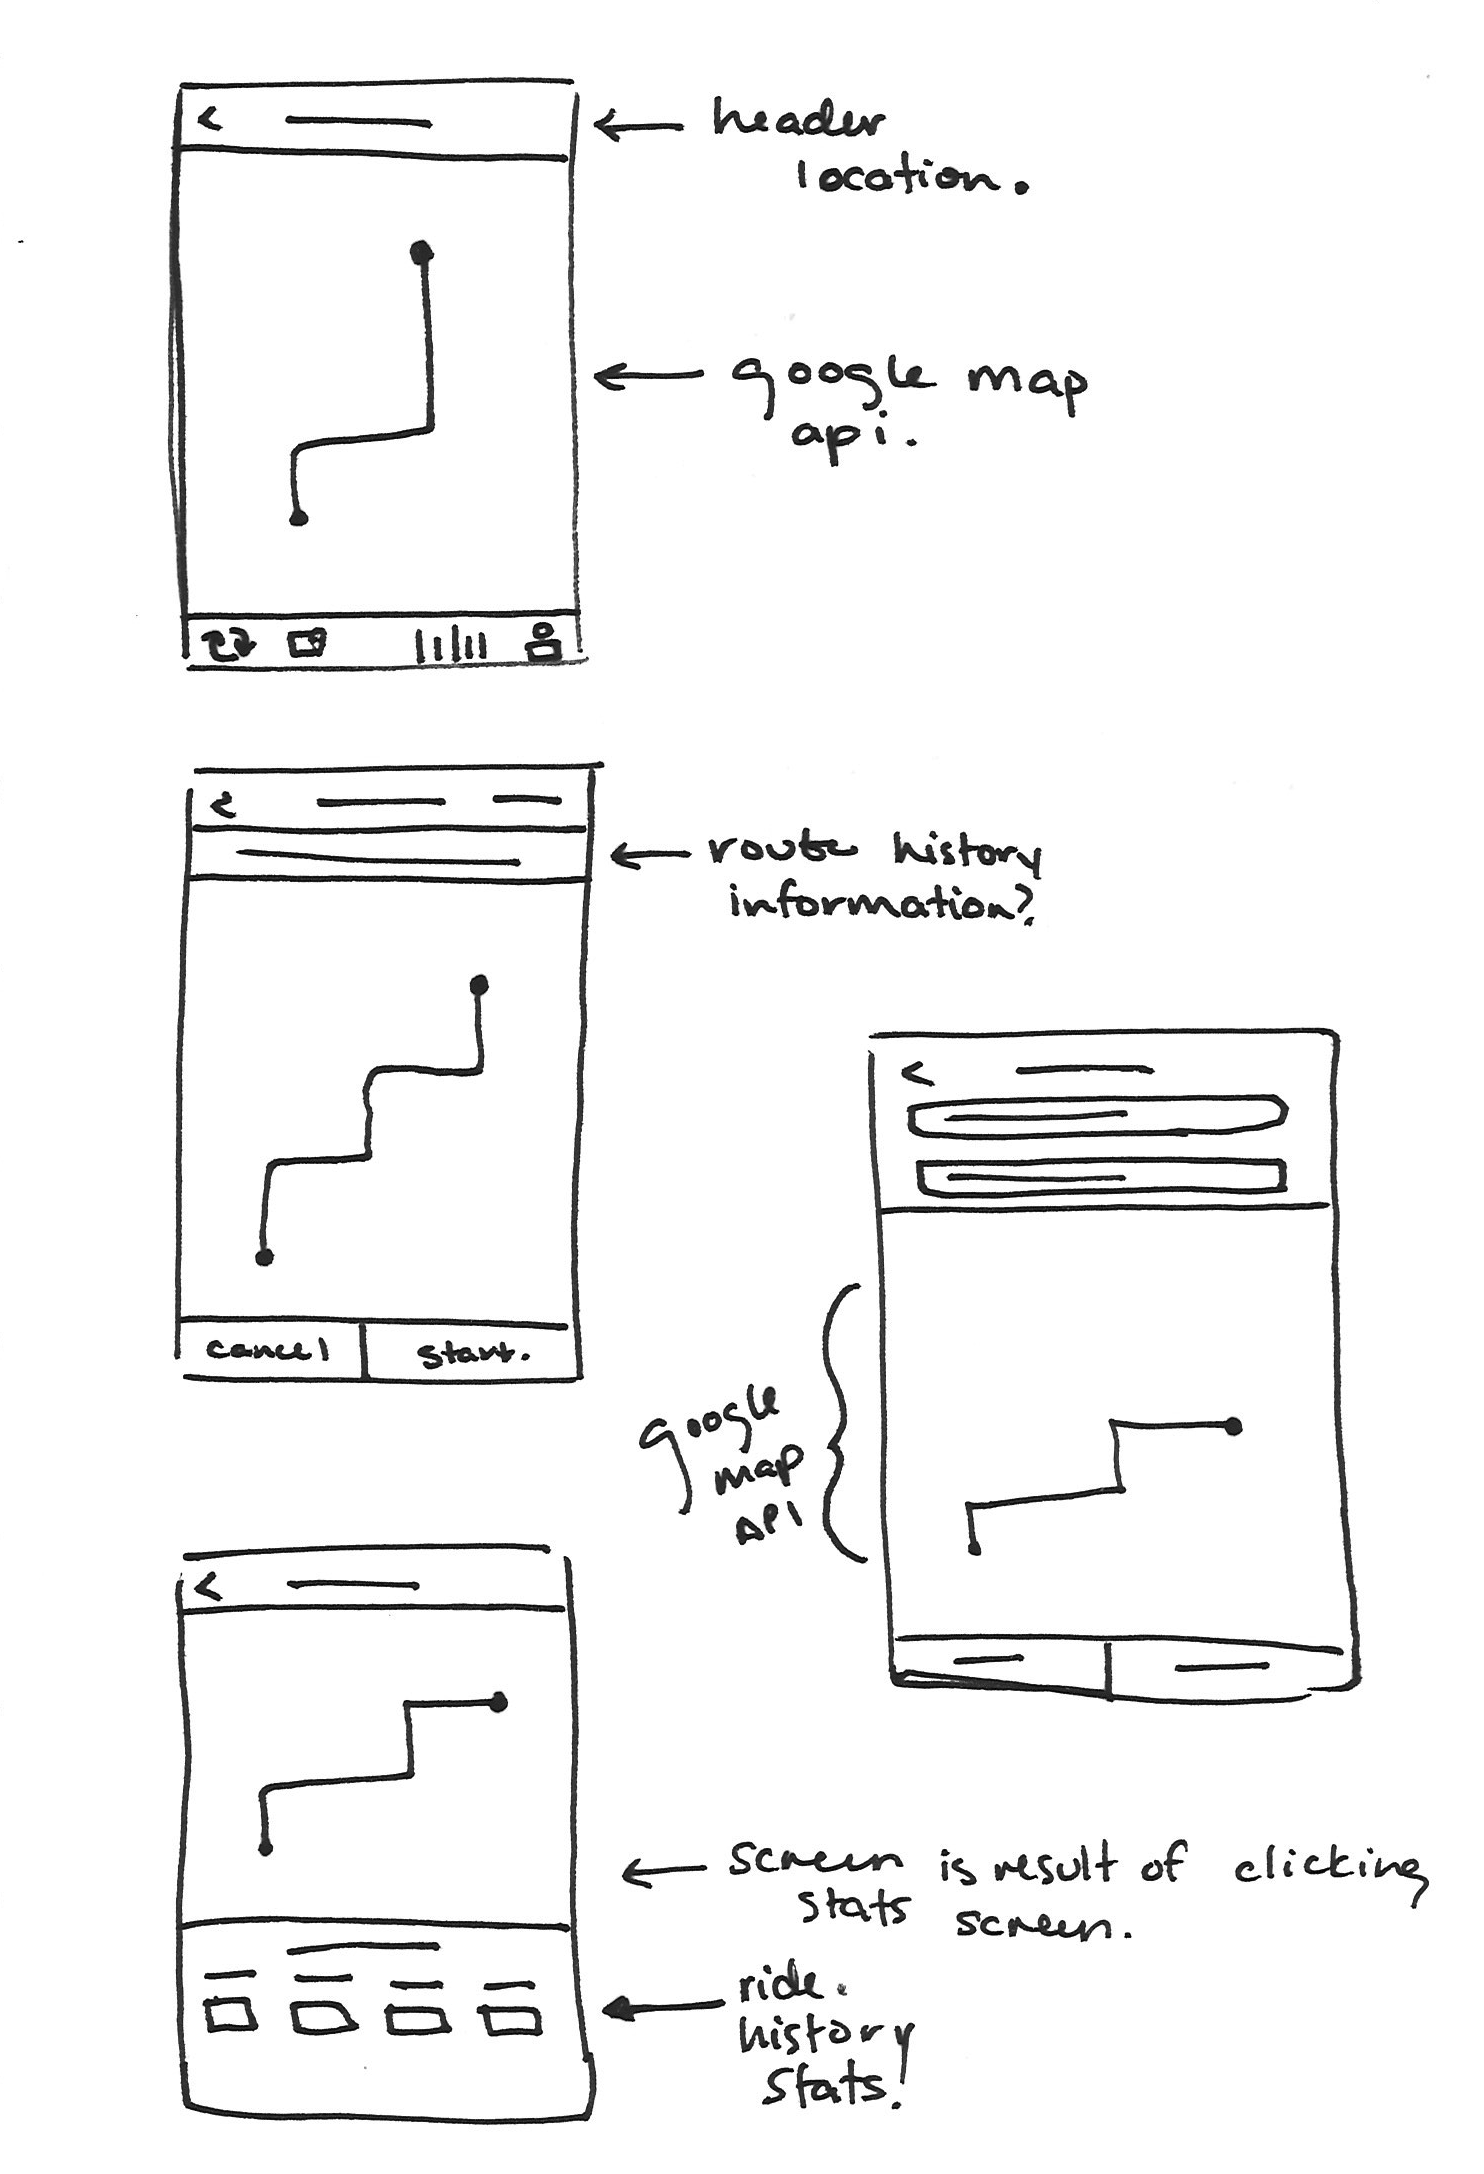 header
location.
google map
api.
route history
information?
cancel
start.
google
map
API
screen is result of clicking
stats screen.
ride.
history
stats!